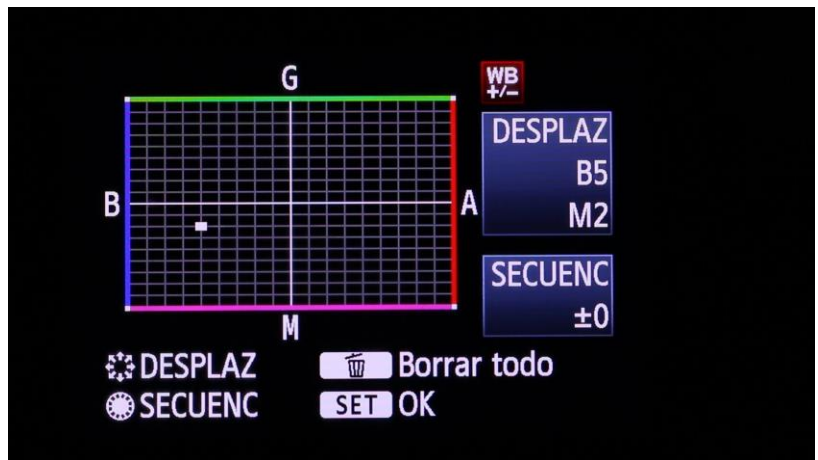 G
WB
+/-
DESPLAZ
B5
B
A
M2
SECUENC
±0
M
DESPLAZ
Borrar todo
SECUENC
SET OK